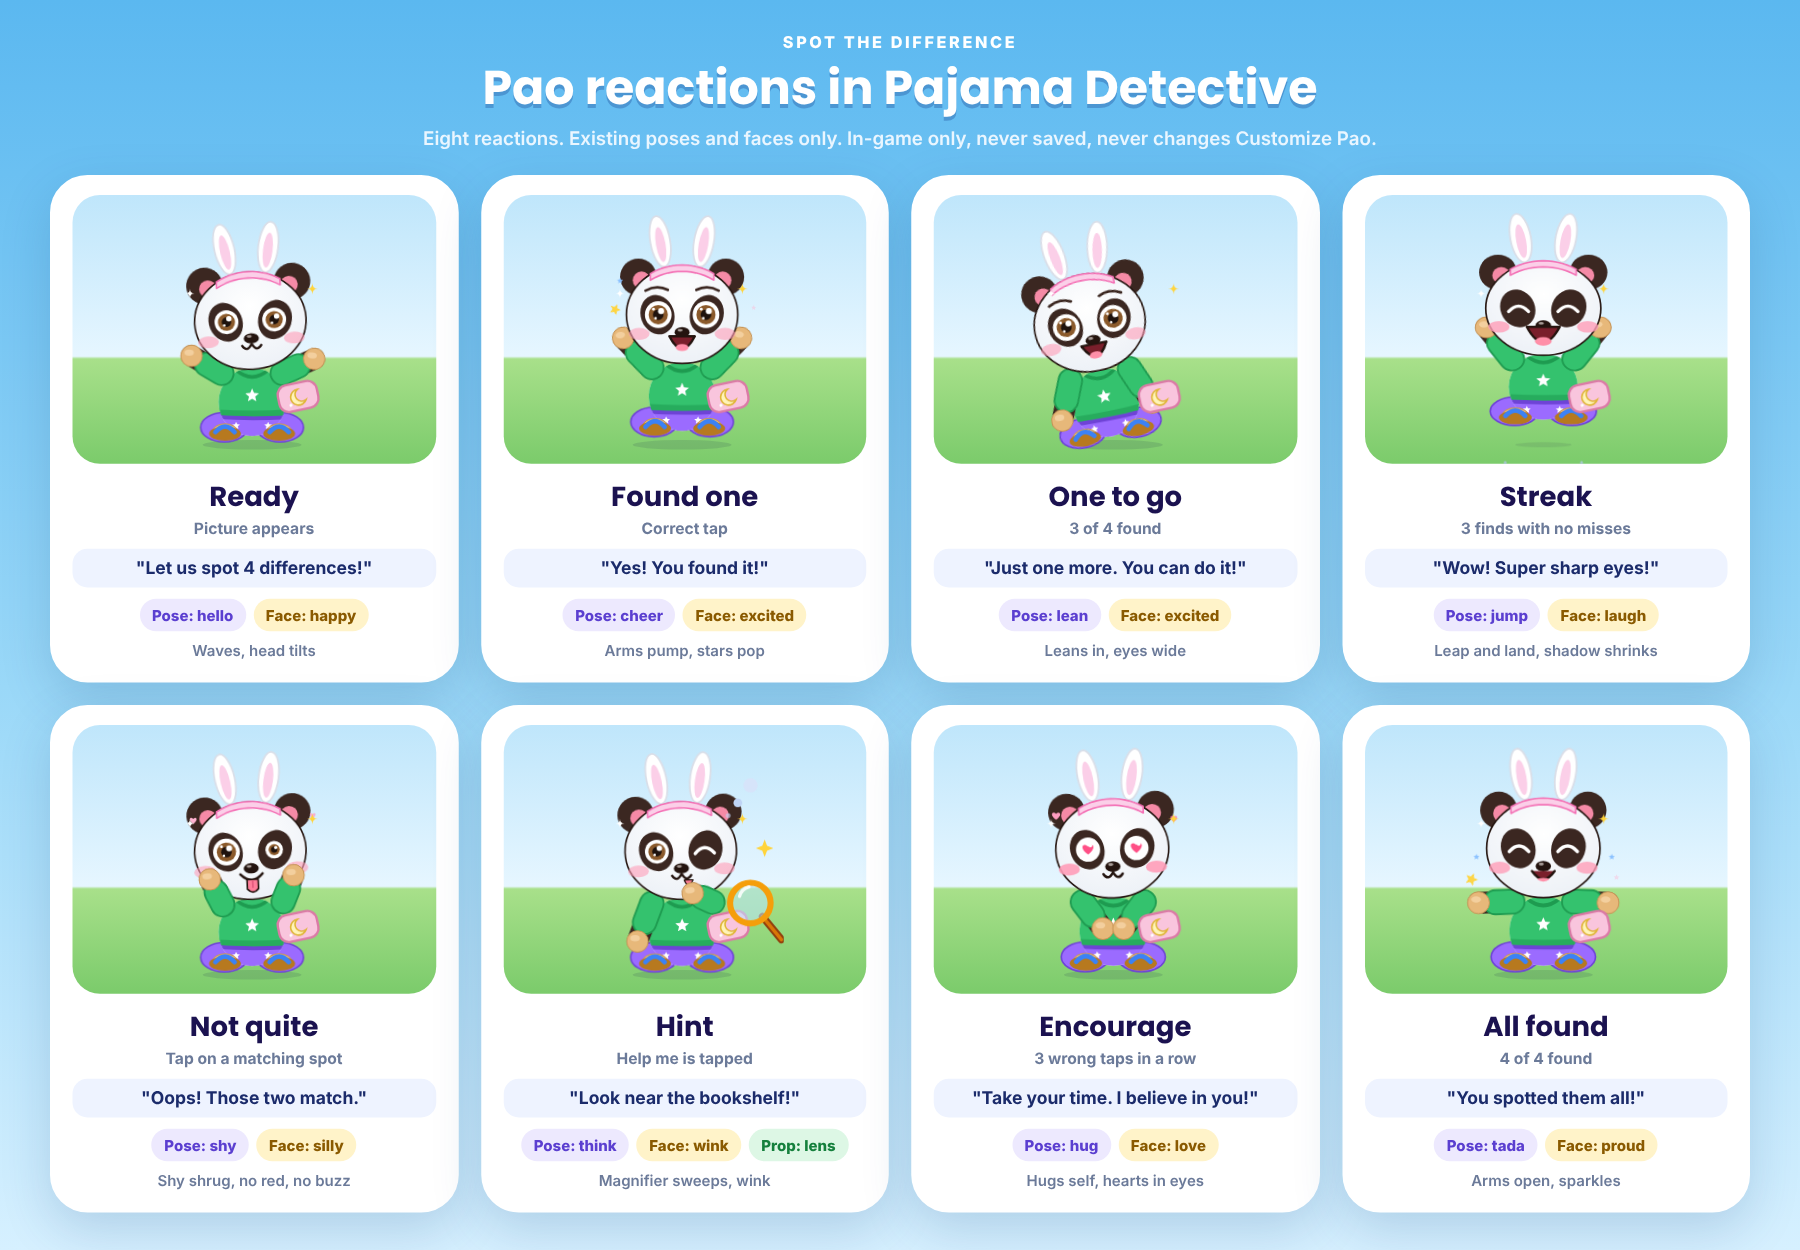 SPOT THE DIFFERENCE
Pao reactions in Pajama Detective
Eight reactions. Existing poses and faces only. In-game only, never saved, never changes Customize Pao.
Ready
Picture appears
"Let us spot 4 differences!"
Pose: hello Face: happy
Waves, head tilts
Found one
Correct tap
"Yes! You found it!"
Pose: cheer Face: excited
Arms pump, stars pop
One to go
3 of 4 found
"Just one more. You can do it!"
Pose: lean Face: excited
Leans in, eyes wide
Streak
3 finds with no misses
"Wow! Super sharp eyes!"
Pose: jump Face: laugh
Leap and land, shadow shrinks
Not quite
Tap on a matching spot
"Oops! Those two match."
Pose: shy Face: silly
Shy shrug, no red, no buzz
Hint
Help me is tapped
"Look near the bookshelf!"
Pose: think Face: wink Prop: lens
Magnifier sweeps, wink
Encourage
3 wrong taps in a row
"Take your time. I believe in you!"
Pose: hug Face: love
Hugs self, hearts in eyes
All found
4 of 4 found
"You spotted them all!"
Pose: tada Face: proud
Arms open, sparkles